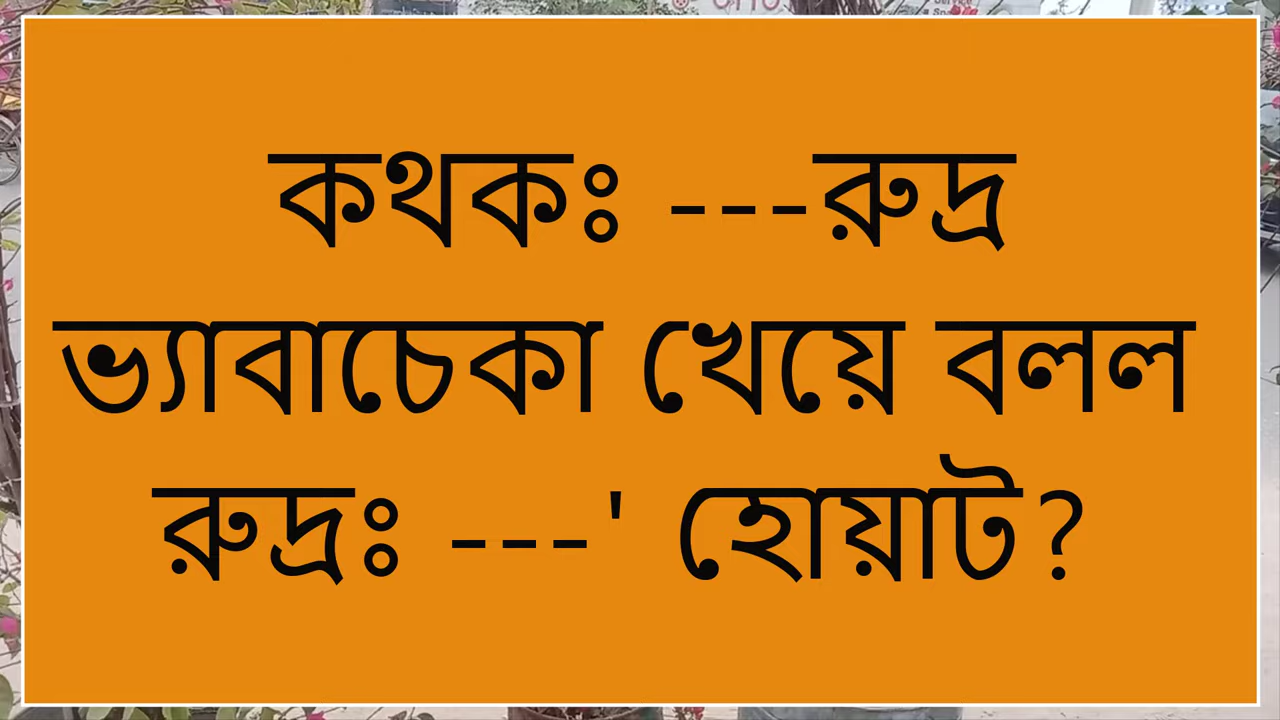 কথকঃ ---রুদ্র
ভ্যাবাচেকা খেয়ে বলল
রুদ্রঃ ---' হোয়াট?